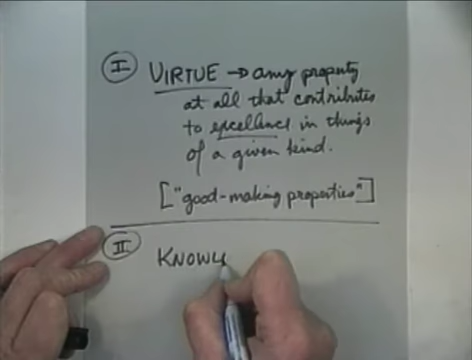 I VIRTUE → any property
at all that contributes
to excellence in things
of a given kind.
["good-making properties"]
II KNOWL